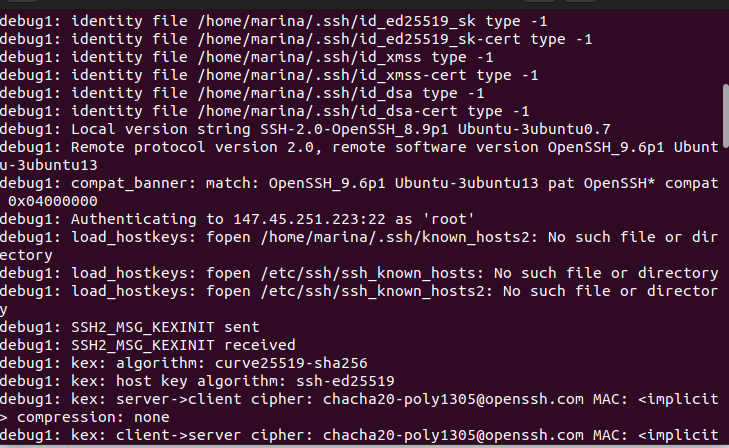 debug1: identity file /home/marina/.ssh/id_ed25519_sk type -1
debug1: identity file /home/marina/.ssh/id_ed25519_sk-cert type -1
debug1: identity file /home/marina/.ssh/id_xmss type -1
debug1: identity file /home/marina/.ssh/id_xmss-cert type -1
debug1: identity file /home/marina/.ssh/id_dsa type -1
debug1: identity file /home/marina/.ssh/id_dsa-cert type -1
debug1: Local version string SSH-2.0-OpenSSH_8.9p1 Ubuntu-3ubuntu0.7
debug1: Remote protocol version 2.0, remote software version OpenSSH_9.6p1 Ubunt
u-3ubuntu13
debug1: compat_banner: match: OpenSSH_9.6p1 Ubuntu-3ubuntu13 pat OpenSSH* compat
 0x04000000
debug1: Authenticating to 147.45.251.223:22 as 'root'
debug1: load_hostkeys: fopen /home/marina/.ssh/known_hosts2: No such file or dir
ectory
debug1: load_hostkeys: fopen /etc/ssh/ssh_known_hosts: No such file or directory
debug1: load_hostkeys: fopen /etc/ssh/ssh_known_hosts2: No such file or director
y
debug1: SSH2_MSG_KEXINIT sent
debug1: SSH2_MSG_KEXINIT received
debug1: kex: algorithm: curve25519-sha256
debug1: kex: host key algorithm: ssh-ed25519
debug1: kex: server->client cipher: chacha20-poly1305@openssh.com MAC: <implicit
> compression: none
debug1: kex: client->server cipher: chacha20-poly1305@openssh.com MAC: <implicit